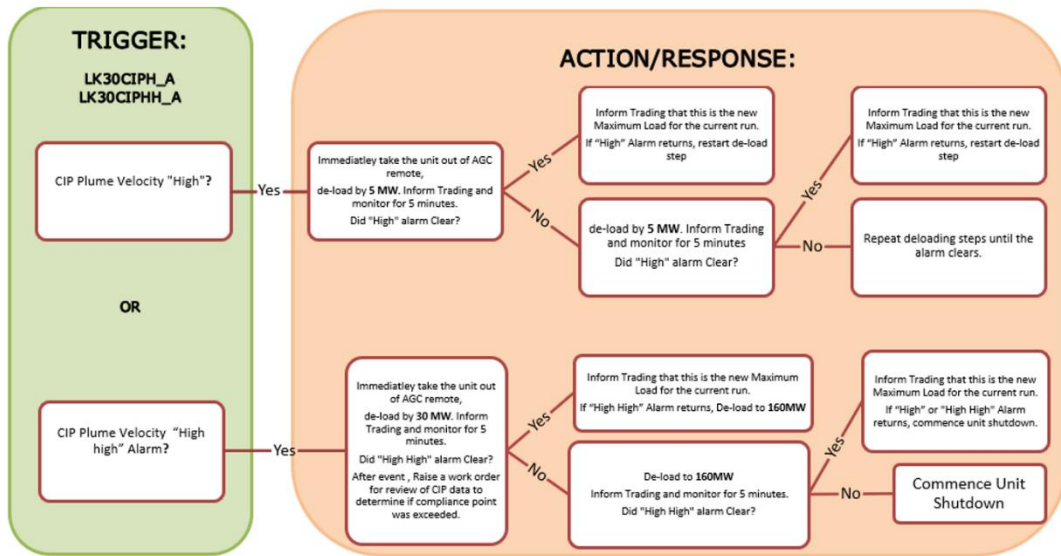 TRIGGER:
LK30CIPH_A
LK30CIPHH_A
CIP Plume Velocity "High"?
OR
CIP Plume Velocity “High
high” Alarm?
Yes
Yes
ACTION/RESPONSE:
Immediatley take the unit out of AGC
remote,
de-load by 5 MW. Inform Trading and
monitor for 5 minutes.
Did "High" alarm Clear?
Yes
No
Inform Trading that this is the new
Maximum Load for the current run.
If “High” Alarm returns, restart de-load
step
de-load by 5 MW. Inform Trading
and monitor for 5 minutes
Did "High" alarm Clear?
Yes
No
Inform Trading that this is the new
Maximum Load for the current run.
If “High” Alarm returns, restart de-load
step
Repeat deloading steps until the
alarm clears.
Immediatley take the unit out
of AGC remote,
de-load by 30 MW. Inform
Trading and monitor for 5
minutes.
Did "High High" alarm Clear?
After event , Raise a work order
for review of CIP data to
determine if compliance point
was exceeded.
Yes
No
Inform Trading that this is the new Maximum
Load for the current run.
If “High High” Alarm returns, De-load to 160MW
De-load to 160MW
Inform Trading and monitor for 5 minutes.
Did "High High" alarm Clear?
Yes
No
Inform Trading that this is the new
Maximum Load for the current run.
If “High” or “High High” Alarm
returns, commence unit shutdown.
Commence Unit
Shutdown